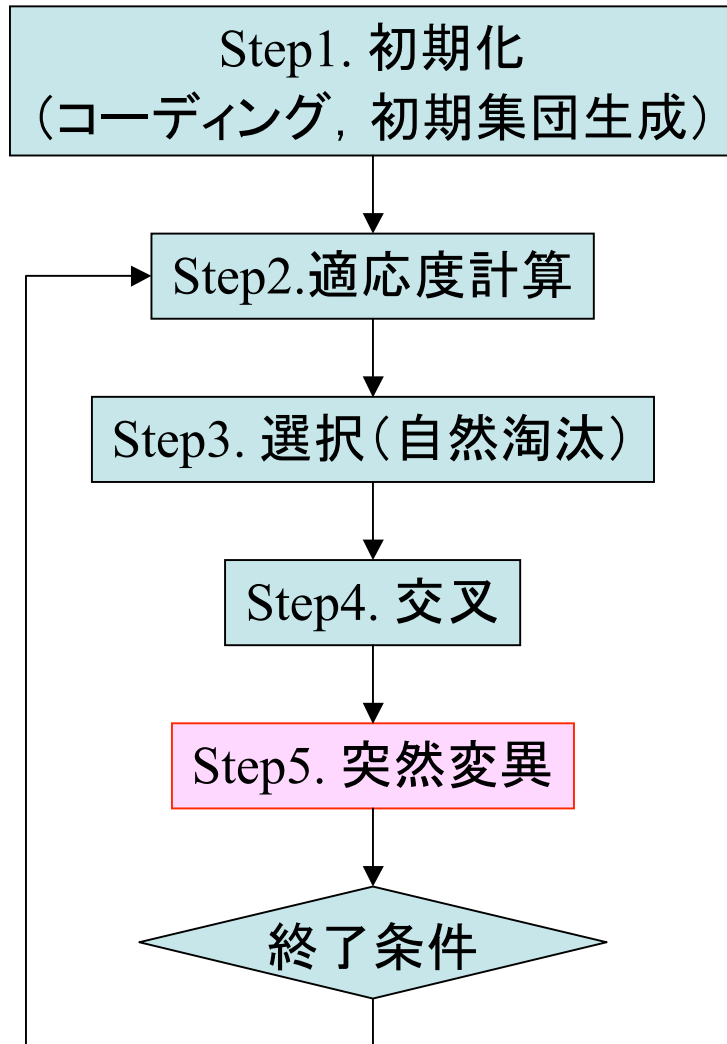 Step1. 初期化
（コーディング，初期集団生成）
Step2.適応度計算
Step3. 選択（自然淘汰）
Step4. 交叉
Step5. 突然変異
終了条件